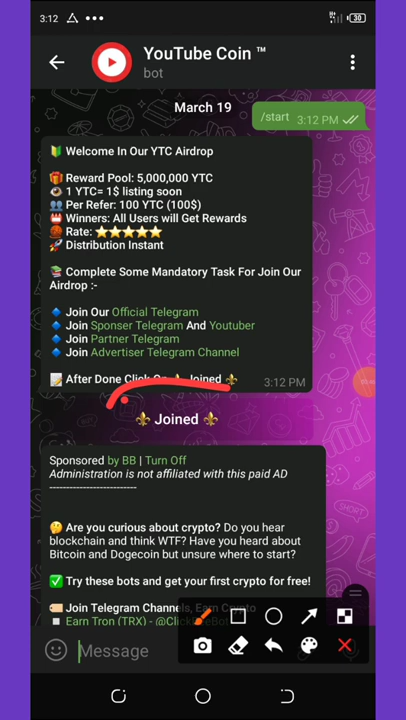 3:12
30
YouTube Coin ™
bot
March 19
/start 3:12 PM
Welcome In Our YTC Airdrop
Reward Pool: 5,000,000 YTC
1 YTC= 1$ listing soon
Per Refer: 100 YTC (100$)
Winners: All Users will Get Rewards
Rate:
Distribution Instant
Complete Some Mandatory Task For Join Our
Airdrop :-
Join Our Official Telegram
Join Sponser Telegram And Youtuber
Join Partner Telegram
Join Advertiser Telegram Channel
After Done Click On Joined
3:12 PM
Joined
Sponsored by BB | Turn Off
Administration is not affiliated with this paid AD
-------------------------
Are you curious about crypto? Do you hear
blockchain and think WTF? Have you heard about
Bitcoin and Dogecoin but unsure where to start?
Try these bots and get your first crypto for free!
Join Telegram Channels, Earn Crypto
Earn Tron (TRX) - @Click
Message